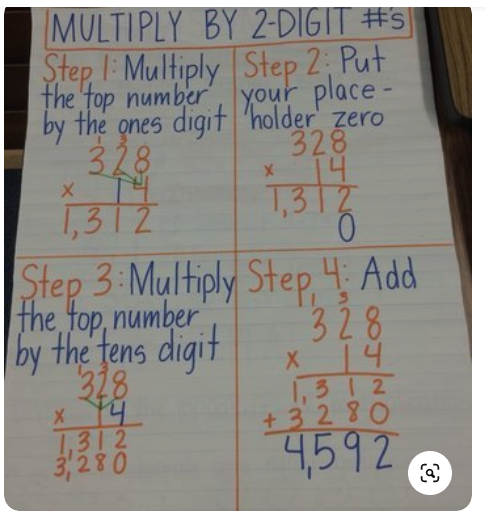 MULTIPLY BY 2-DIGIT #'s
Step 1: Multiply
the top number
by the ones digit
1 3
328
x 14
1,312
Step 2: Put
your place-
holder zero
328
x 14
1,312
0
Step 3: Multiply
the top number
by the tens digit
1 3
328
x 14
1,312
3,280
Step 4: Add
1 3
328
x 14
1,312
+ 3280
4,592